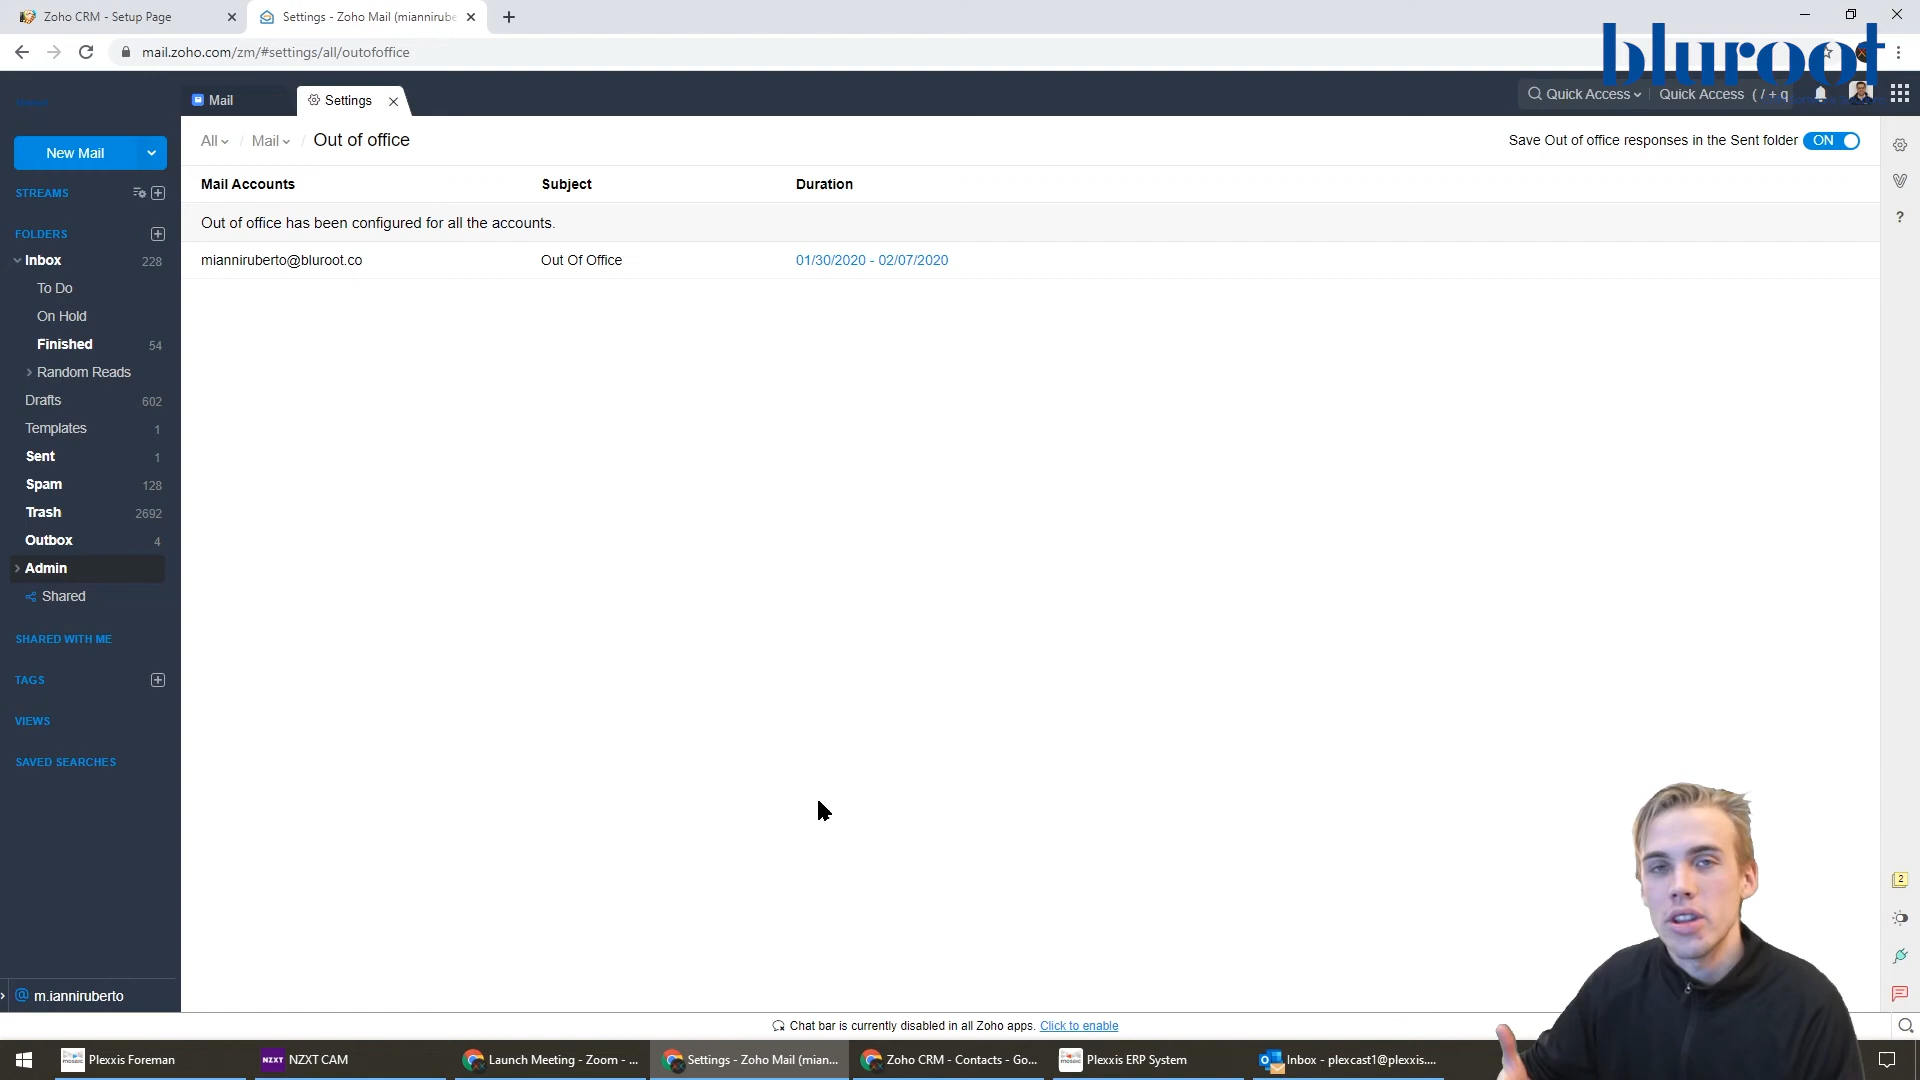 Zoho CRM - Setup Page
Settings - Zoho Mail (miannirube
mail.zoho.com/zm/#settings/all/outofoffice
bluroot
Mail
Settings
Quick Access
Quick Access ( / + q
New Mail
All / Mail / Out of office
Save Out of office responses in the Sent folder ON
STREAMS
Mail Accounts Subject Duration
Out of office has been configured for all the accounts.
FOLDERS
mianniruberto@bluroot.co Out Of Office 01/30/2020 - 02/07/2020
Inbox 228
To Do
On Hold
Finished 54
Random Reads
Drafts 602
Templates 1
Sent 1
Spam 128
Trash 2692
Outbox 4
Admin
Shared
SHARED WITH ME
TAGS
VIEWS
SAVED SEARCHES
2
@ m.ianniruberto
Chat bar is currently disabled in all Zoho apps. Click to enable
Plexxis Foreman
NZXT NZXT CAM
Launch Meeting - Zoom - ...
Settings - Zoho Mail (mian...
Zoho CRM - Contacts - Go...
Plexxis ERP System
Inbox - plexcast1@plexxis....